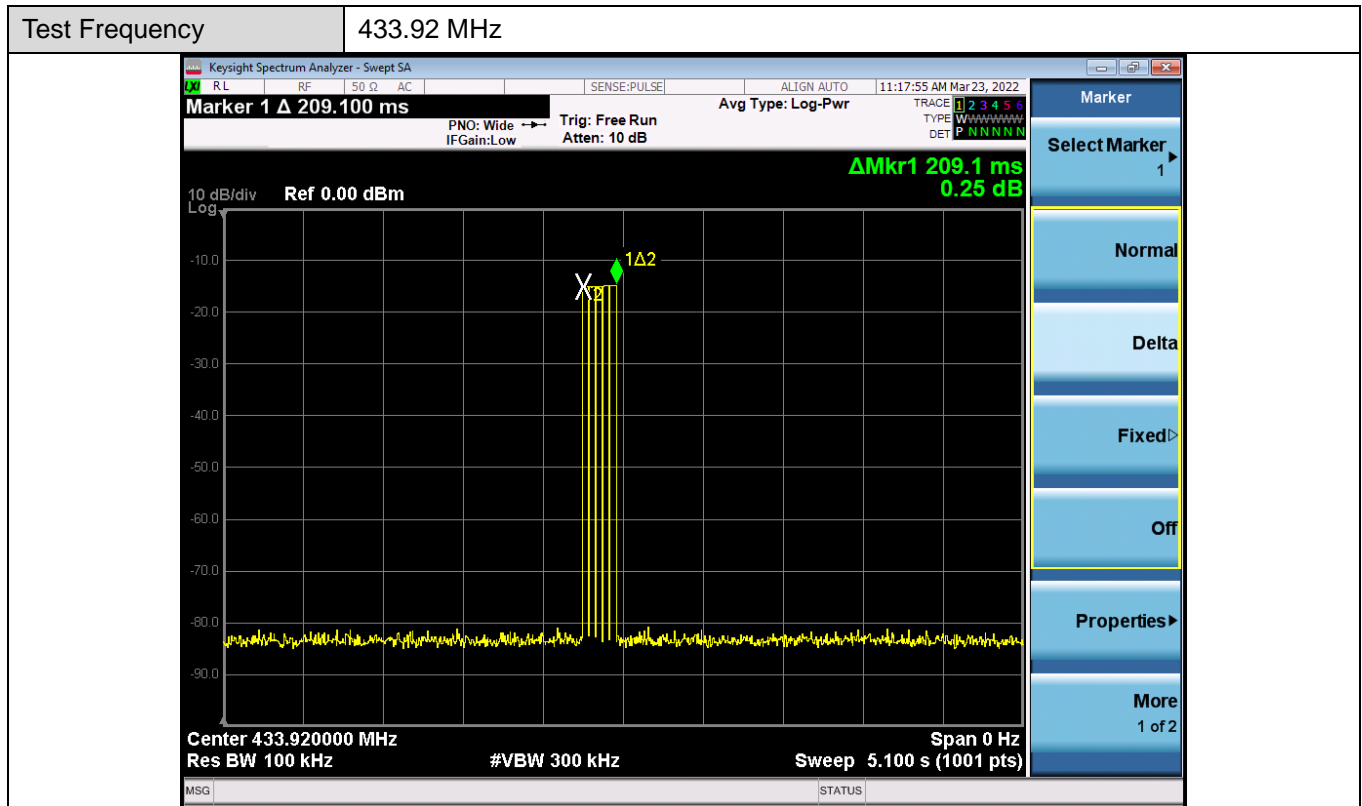 Test Frequency 433.92 MHz
Keysight Spectrum Analyzer - Swept SA
LXI RL RF 50 Ω AC SENSE:PULSE ALIGN AUTO 11:17:55 AM Mar 23, 2022
Marker 1 Δ 209.100 ms
PNO: Wide
IFGain:Low
Trig: Free Run
Atten: 10 dB
Avg Type: Log-Pwr
TRACE 1 2 3 4 5 6
TYPE WWWWWW
DET P N N N N N
ΔMkr1 209.1 ms
0.25 dB
10 dB/div Ref 0.00 dBm
Log
-10.0
-20.0
-30.0
-40.0
-50.0
-60.0
-70.0
-80.0
-90.0
1Δ2
2
Center 433.920000 MHz Span 0 Hz
Res BW 100 kHz #VBW 300 kHz Sweep 5.100 s (1001 pts)
MSG STATUS
Marker
Select Marker
1
Normal
Delta
Fixed
Off
Properties
More
1 of 2